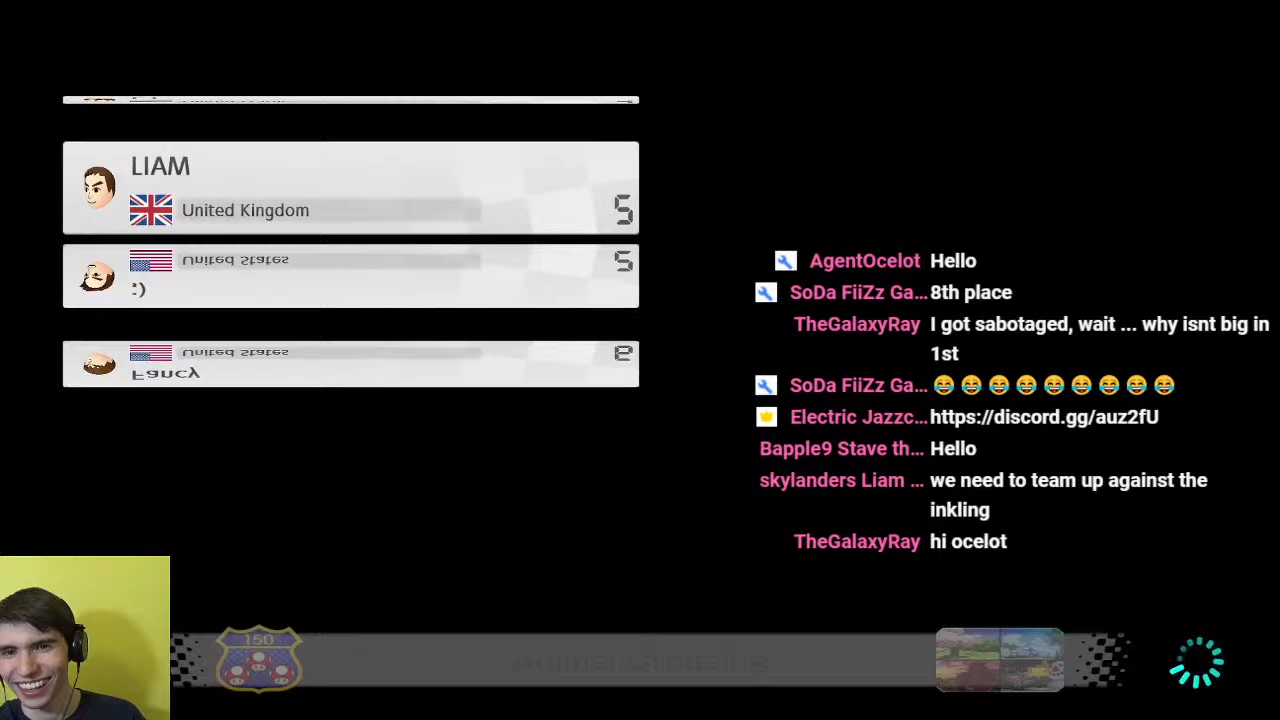 LIAM
United Kingdom
5
United States
5
:)
United States
Fancy
AgentOcelot Hello
SoDa FiiZz Ga... 8th place
TheGalaxyRay I got sabotaged, wait ... why isnt big in
1st
SoDa FiiZz Ga... 😂😂😂😂😂😂😂😂😂
Electric Jazzc... https://discord.gg/auz2fU
Bapple9 Stave th... Hello
skylanders Liam ... we need to team up against the
inkling
TheGalaxyRay hi ocelot
150